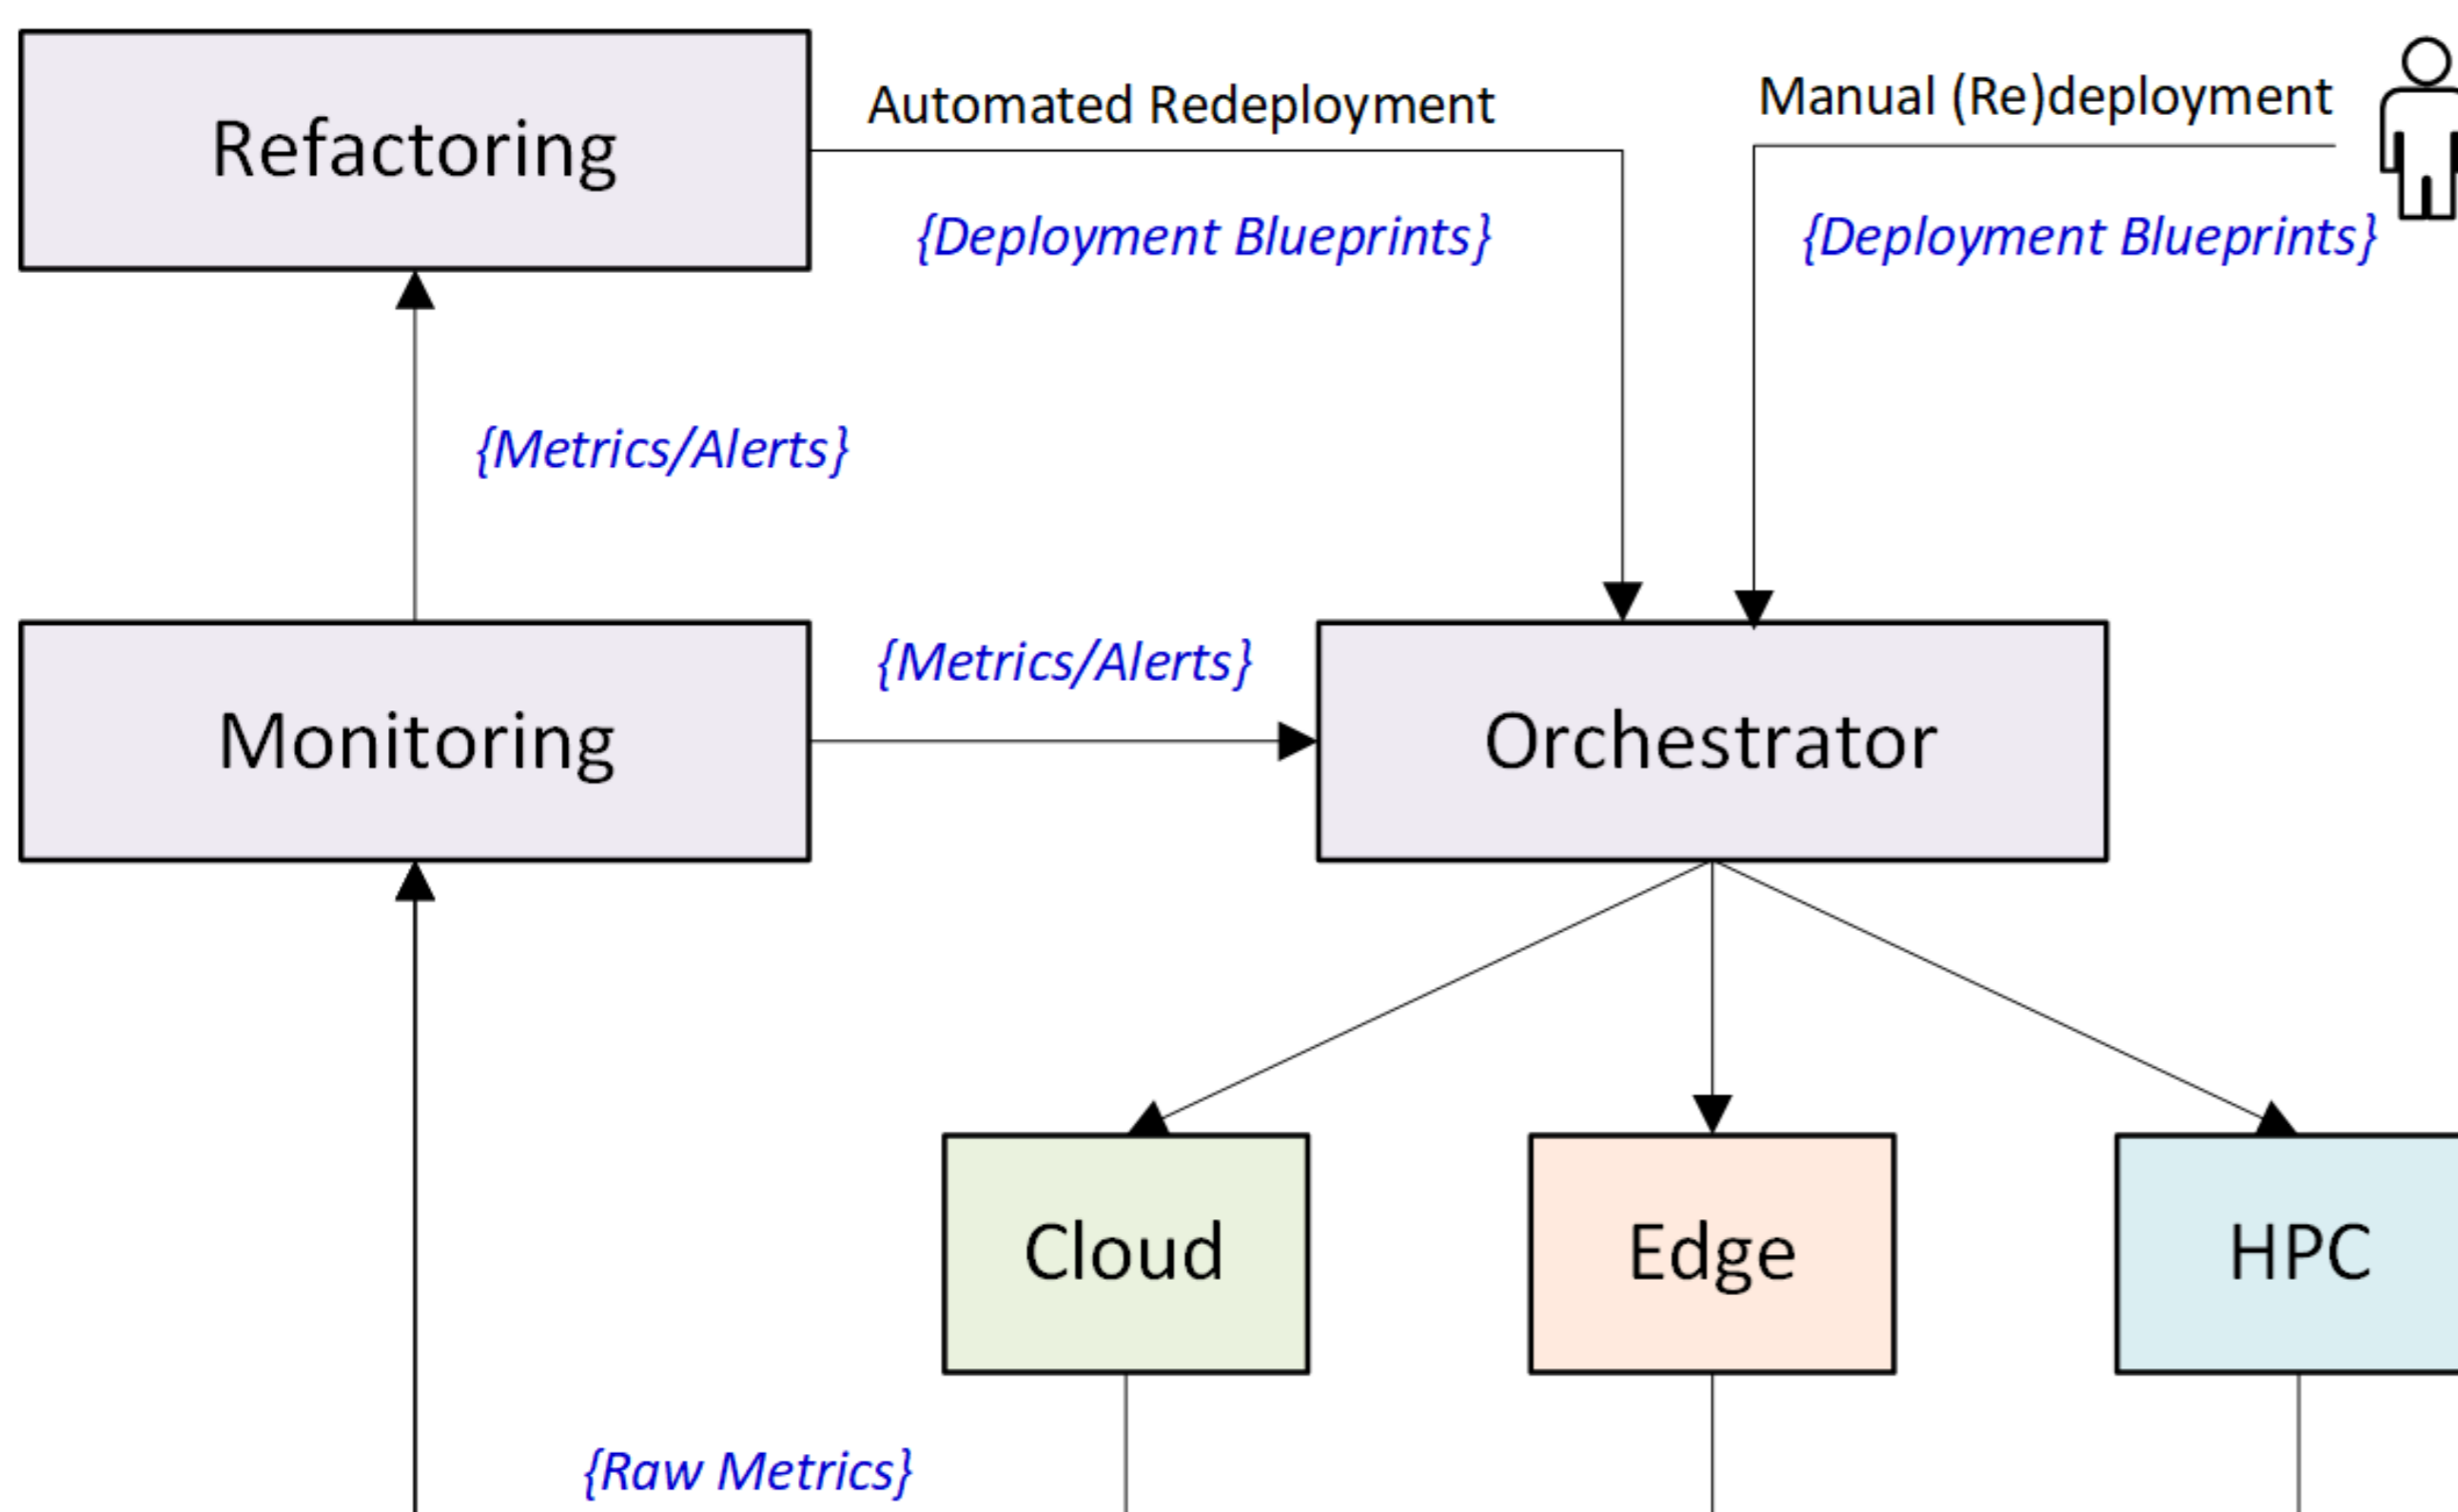 Automated Redeployment
Manual (Re)deployment
Refactoring
{Deployment Blueprints}
{Deployment Blueprints}
{Metrics/Alerts}
{Metrics/Alerts}
Monitoring
Orchestrator
Cloud
Edge
HPC
{Raw Metrics}